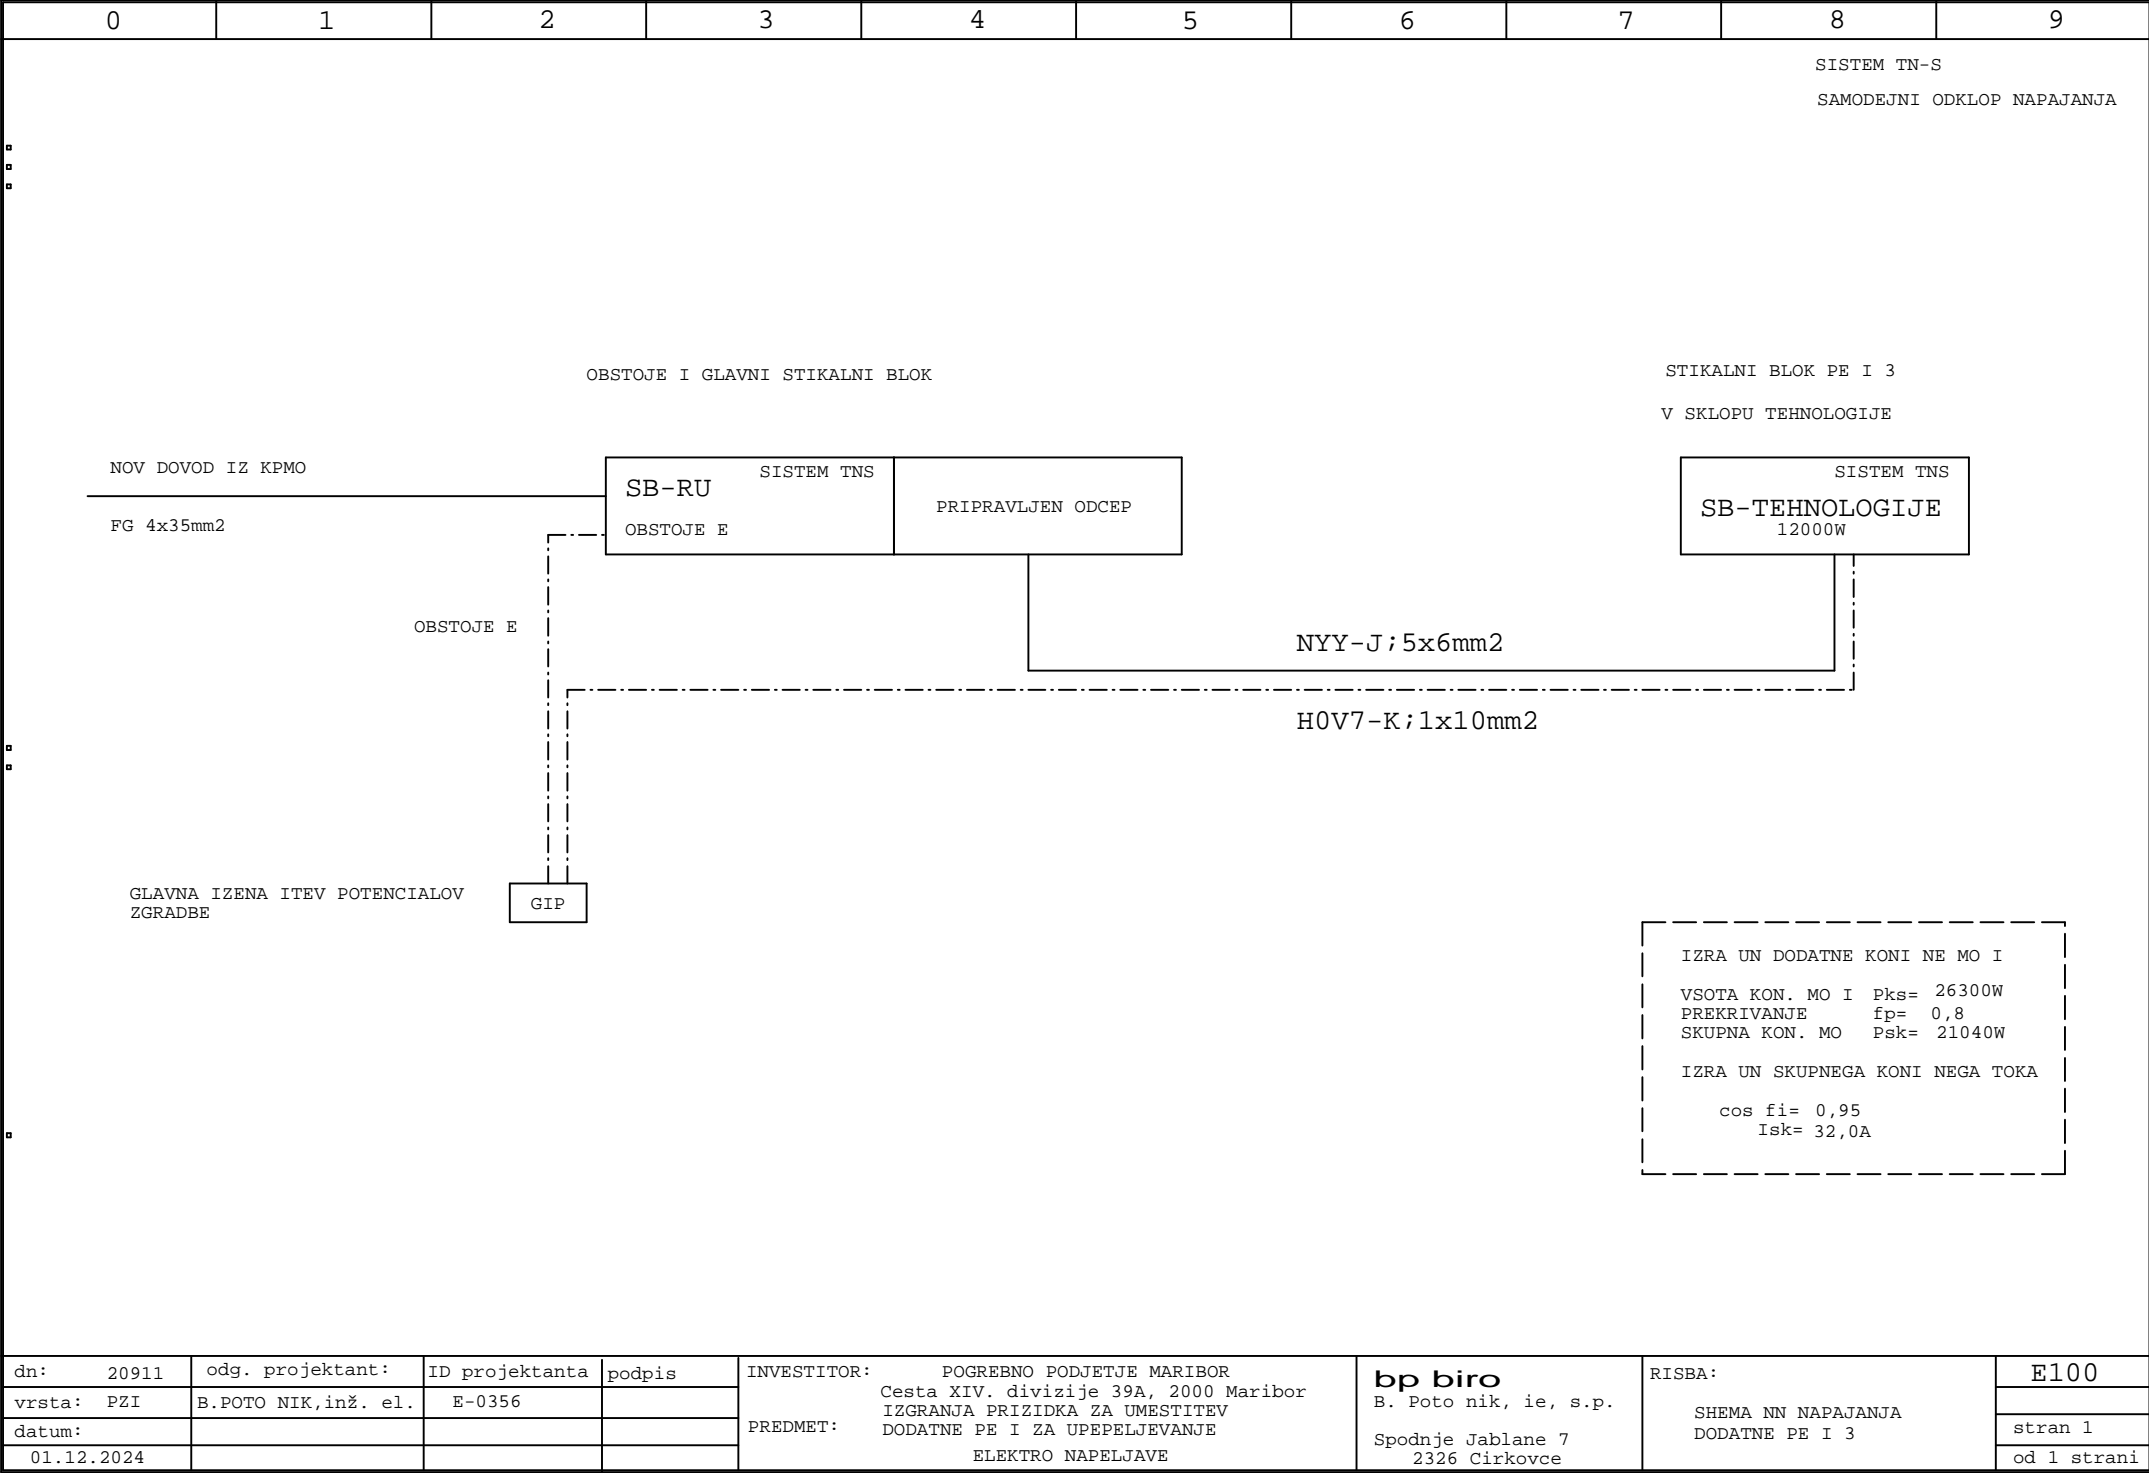 0 1 2 3 4 5 6 7 8 9
SISTEM TN-S
SAMODEJNI ODKLOP NAPAJANJA
OBSTOJE I GLAVNI STIKALNI BLOK
STIKALNI BLOK PE I 3
V SKLOPU TEHNOLOGIJE
NOV DOVOD IZ KPMO
FG 4x35mm2
SISTEM TNS
SB-RU
OBSTOJE E
PRIPRAVLJEN ODCEP
SISTEM TNS
SB-TEHNOLOGIJE
12000W
OBSTOJE E
NYY-J;5x6mm2
H0V7-K;1x10mm2
GLAVNA IZENA ITEV POTENCIALOV
ZGRADBE
GIP
IZRA UN DODATNE KONI NE MO I
VSOTA KON. MO I Pks= 26300W
PREKRIVANJE fp= 0,8
SKUPNA KON. MO Psk= 21040W
IZRA UN SKUPNEGA KONI NEGA TOKA
cos fi= 0,95
Isk= 32,0A
dn: 20911
odg. projektant:
ID projektanta
podpis
vrsta: PZI
B.POTO NIK,inž. el.
E-0356
datum:
01.12.2024
INVESTITOR: POGREBNO PODJETJE MARIBOR
Cesta XIV. divizije 39A, 2000 Maribor
IZGRANJA PRIZIDKA ZA UMESTITEV
PREDMET: DODATNE PE I ZA UPEPELJEVANJE
ELEKTRO NAPELJAVE
bp biro
B. Poto nik, ie, s.p.
Spodnje Jablane 7
2326 Cirkovce
RISBA:
SHEMA NN NAPAJANJA
DODATNE PE I 3
E100
stran 1
od 1 strani